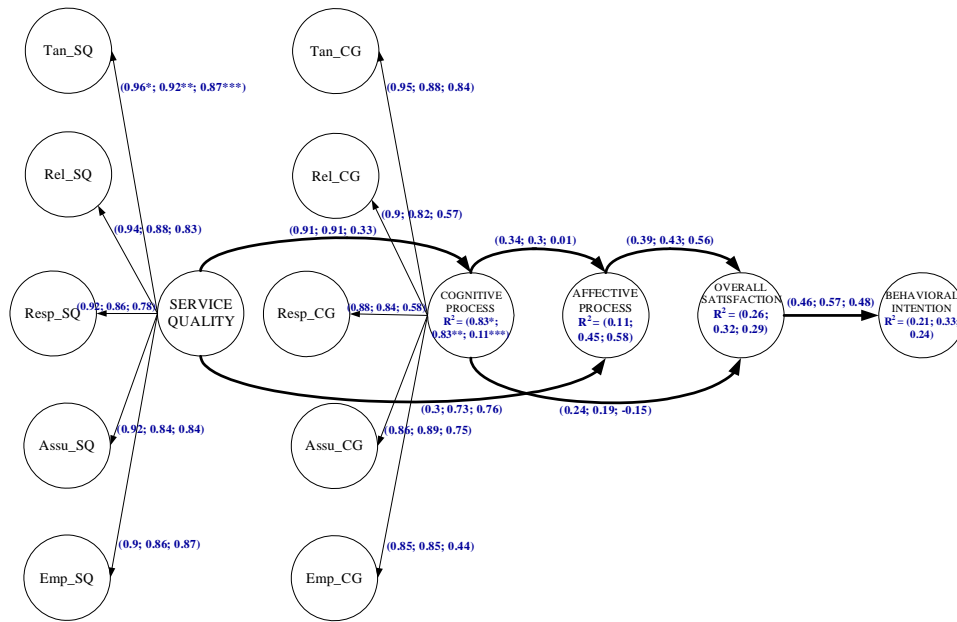 Tan_SQ
Tan_CG
(0.96*; 0.92**; 0.87***)
(0.95; 0.88; 0.84)
Rel_SQ
Rel_CG
(0.94; 0.88; 0.83)
(0.9; 0.82; 0.57)
(0.91; 0.91; 0.33)
(0.34; 0.3; 0.01)
(0.39; 0.43; 0.56)
Resp_SQ
(0.92; 0.86; 0.78)
SERVICE
QUALITY
Resp_CG
(0.88; 0.84; 0.58)
COGNITIVE
PROCESS
R² = (0.83*;
0.83**; 0.11***)
AFFECTIVE
PROCESS
R² = (0.11;
0.45; 0.58)
OVERALL
SATISFACTION
R² = (0.26;
0.32; 0.29)
(0.46; 0.57; 0.48)
BEHAVIORAL
INTENTION
R² = (0.21; 0.33;
0.24)
(0.3; 0.73; 0.76)
(0.24; 0.19; -0.15)
Assu_SQ
(0.92; 0.84; 0.84)
Assu_CG
(0.86; 0.89; 0.75)
(0.9; 0.86; 0.87)
(0.85; 0.85; 0.44)
Emp_SQ
Emp_CG